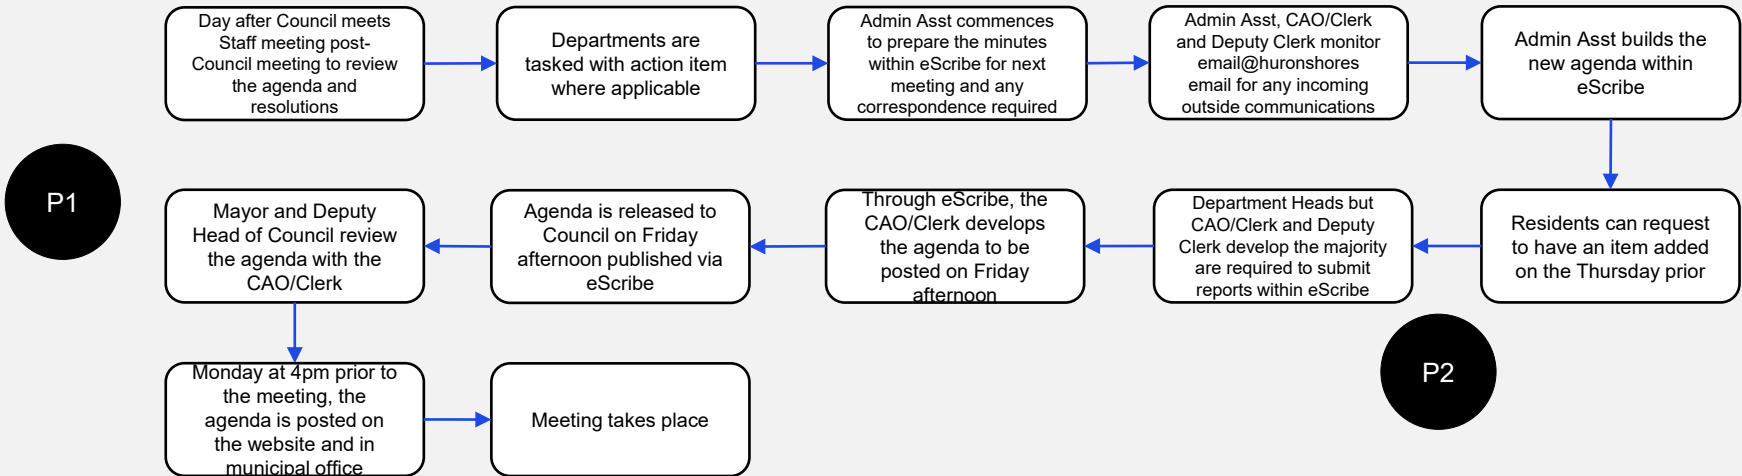 Day after Council meets
Staff meeting post-
Council meeting to review
the agenda and
resolutions
Departments are
tasked with action item
where applicable
Admin Asst commences
to prepare the minutes
within eScribe for next
meeting and any
correspondence required
Admin Asst, CAO/Clerk
and Deputy Clerk monitor
email@huronshores
email for any incoming
outside communications
Admin Asst builds the
new agenda within
eScribe
P1
Residents can request
to have an item added
on the Thursday prior
Department Heads but
CAO/Clerk and Deputy
Clerk develop the majority
are required to submit
reports within eScribe
Through eScribe, the
CAO/Clerk develops
the agenda to be
posted on Friday
afternoon
Agenda is released to
Council on Friday
afternoon published via
eScribe
Mayor and Deputy
Head of Council review
the agenda with the
CAO/Clerk
P2
Monday at 4pm prior to
the meeting, the
agenda is posted on
the website and in
municipal office
Meeting takes place